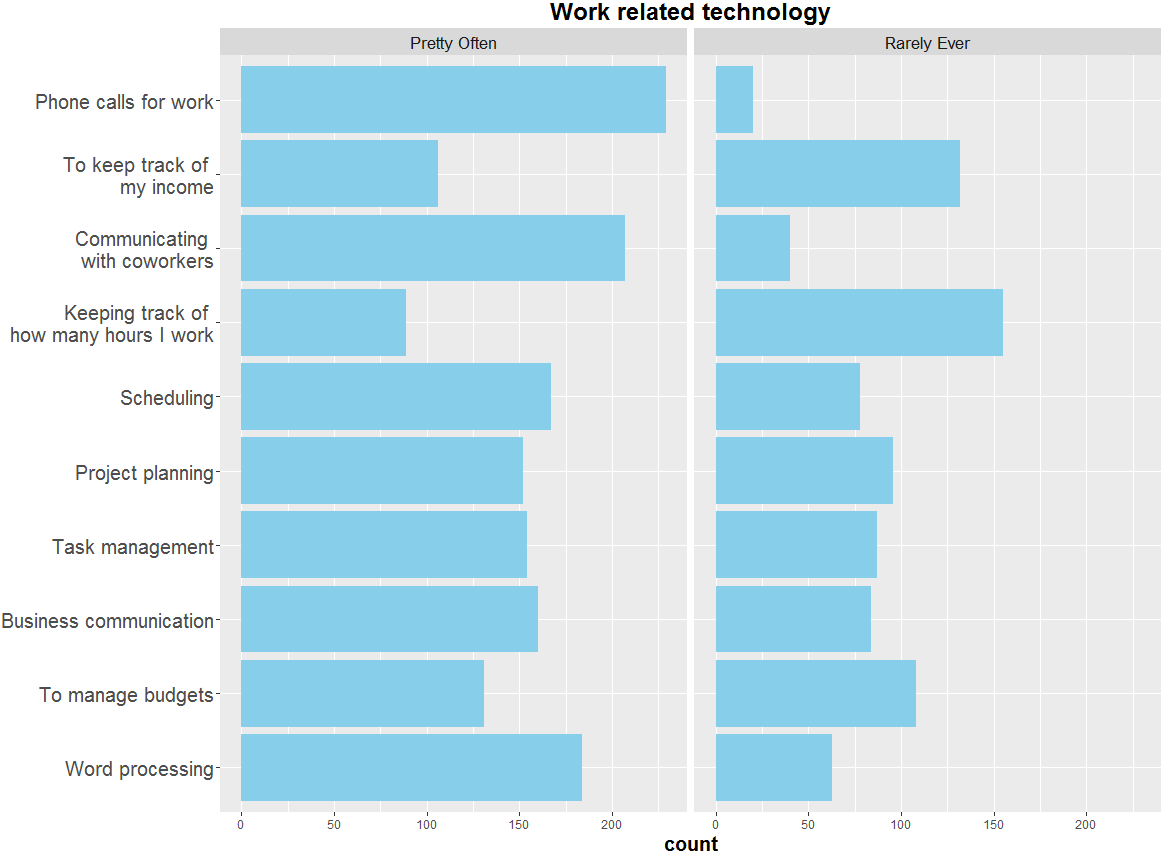 Work related technology
Pretty Often
Rarely Ever
Phone calls for work
To keep track of
my income
Communicating
with coworkers
Keeping track of
how many hours I work
Scheduling
Project planning
Task management
Business communication
To manage budgets
Word processing
0 50 100 150 200
0 50 100 150 200
count